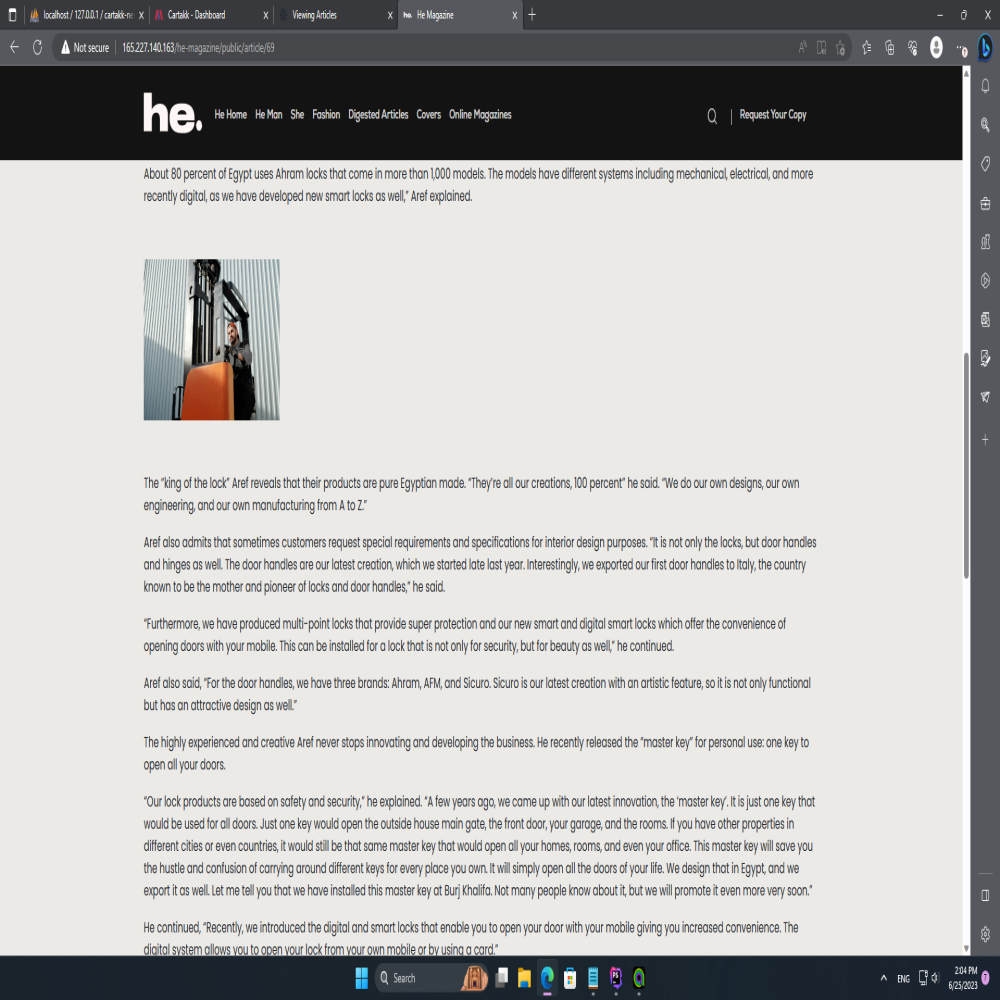 localhost / 127.0.0.1 / cartakk-ne
Cartakk - Dashboard
Viewing Articles
he. He Magazine
Not secure
165.227.140.163/he-magazine/public/article/69
he.
He Home He Man She Fashion Digested Articles Covers Online Magazines
Request Your Copy
About 80 percent of Egypt uses Ahram locks that come in more than 1,000 models. The models have different systems including mechanical, electrical, and more
recently digital, as we have developed new smart locks as well,” Aref explained.
The “king of the lock” Aref reveals that their products are pure Egyptian made. “They’re all our creations, 100 percent” he said. “We do our own designs, our own
engineering, and our own manufacturing from A to Z.”
Aref also admits that sometimes customers request special requirements and specifications for interior design purposes. “It is not only the locks, but door handles
and hinges as well. The door handles are our latest creation, which we started late last year. Interestingly, we exported our first door handles to Italy, the country
known to be the mother and pioneer of locks and door handles,” he said.
“Furthermore, we have produced multi-point locks that provide super protection and our new smart and digital smart locks which offer the convenience of
opening doors with your mobile. This can be installed for a lock that is not only for security, but for beauty as well,” he continued.
Aref also said, “For the door handles, we have three brands: Ahram, AFM, and Sicuro. Sicuro is our latest creation with an artistic feature, so it is not only functional
but has an attractive design as well.”
The highly experienced and creative Aref never stops innovating and developing the business. He recently released the “master key” for personal use: one key to
open all your doors.
“Our lock products are based on safety and security,” he explained. “A few years ago, we came up with our latest innovation, the ‘master key’. It is just one key that
would be used for all doors. Just one key would open the outside house main gate, the front door, your garage, and the rooms. If you have other properties in
different cities or even countries, it would still be that same master key that would open all your homes, rooms, and even your office. This master key will save you
the hustle and confusion of carrying around different keys for every place you own. It will simply open all the doors of your life. We design that in Egypt, and we
export it as well. Let me tell you that we have installed this master key at Burj Khalifa. Not many people know about it, but we will promote it even more very soon.”
He continued, “Recently, we introduced the digital and smart locks that enable you to open your door with your mobile giving you increased convenience. The
digital system allows you to open your lock from your own mobile or by using a card.”
Search
ENG
2:04 PM
6/25/2023
7